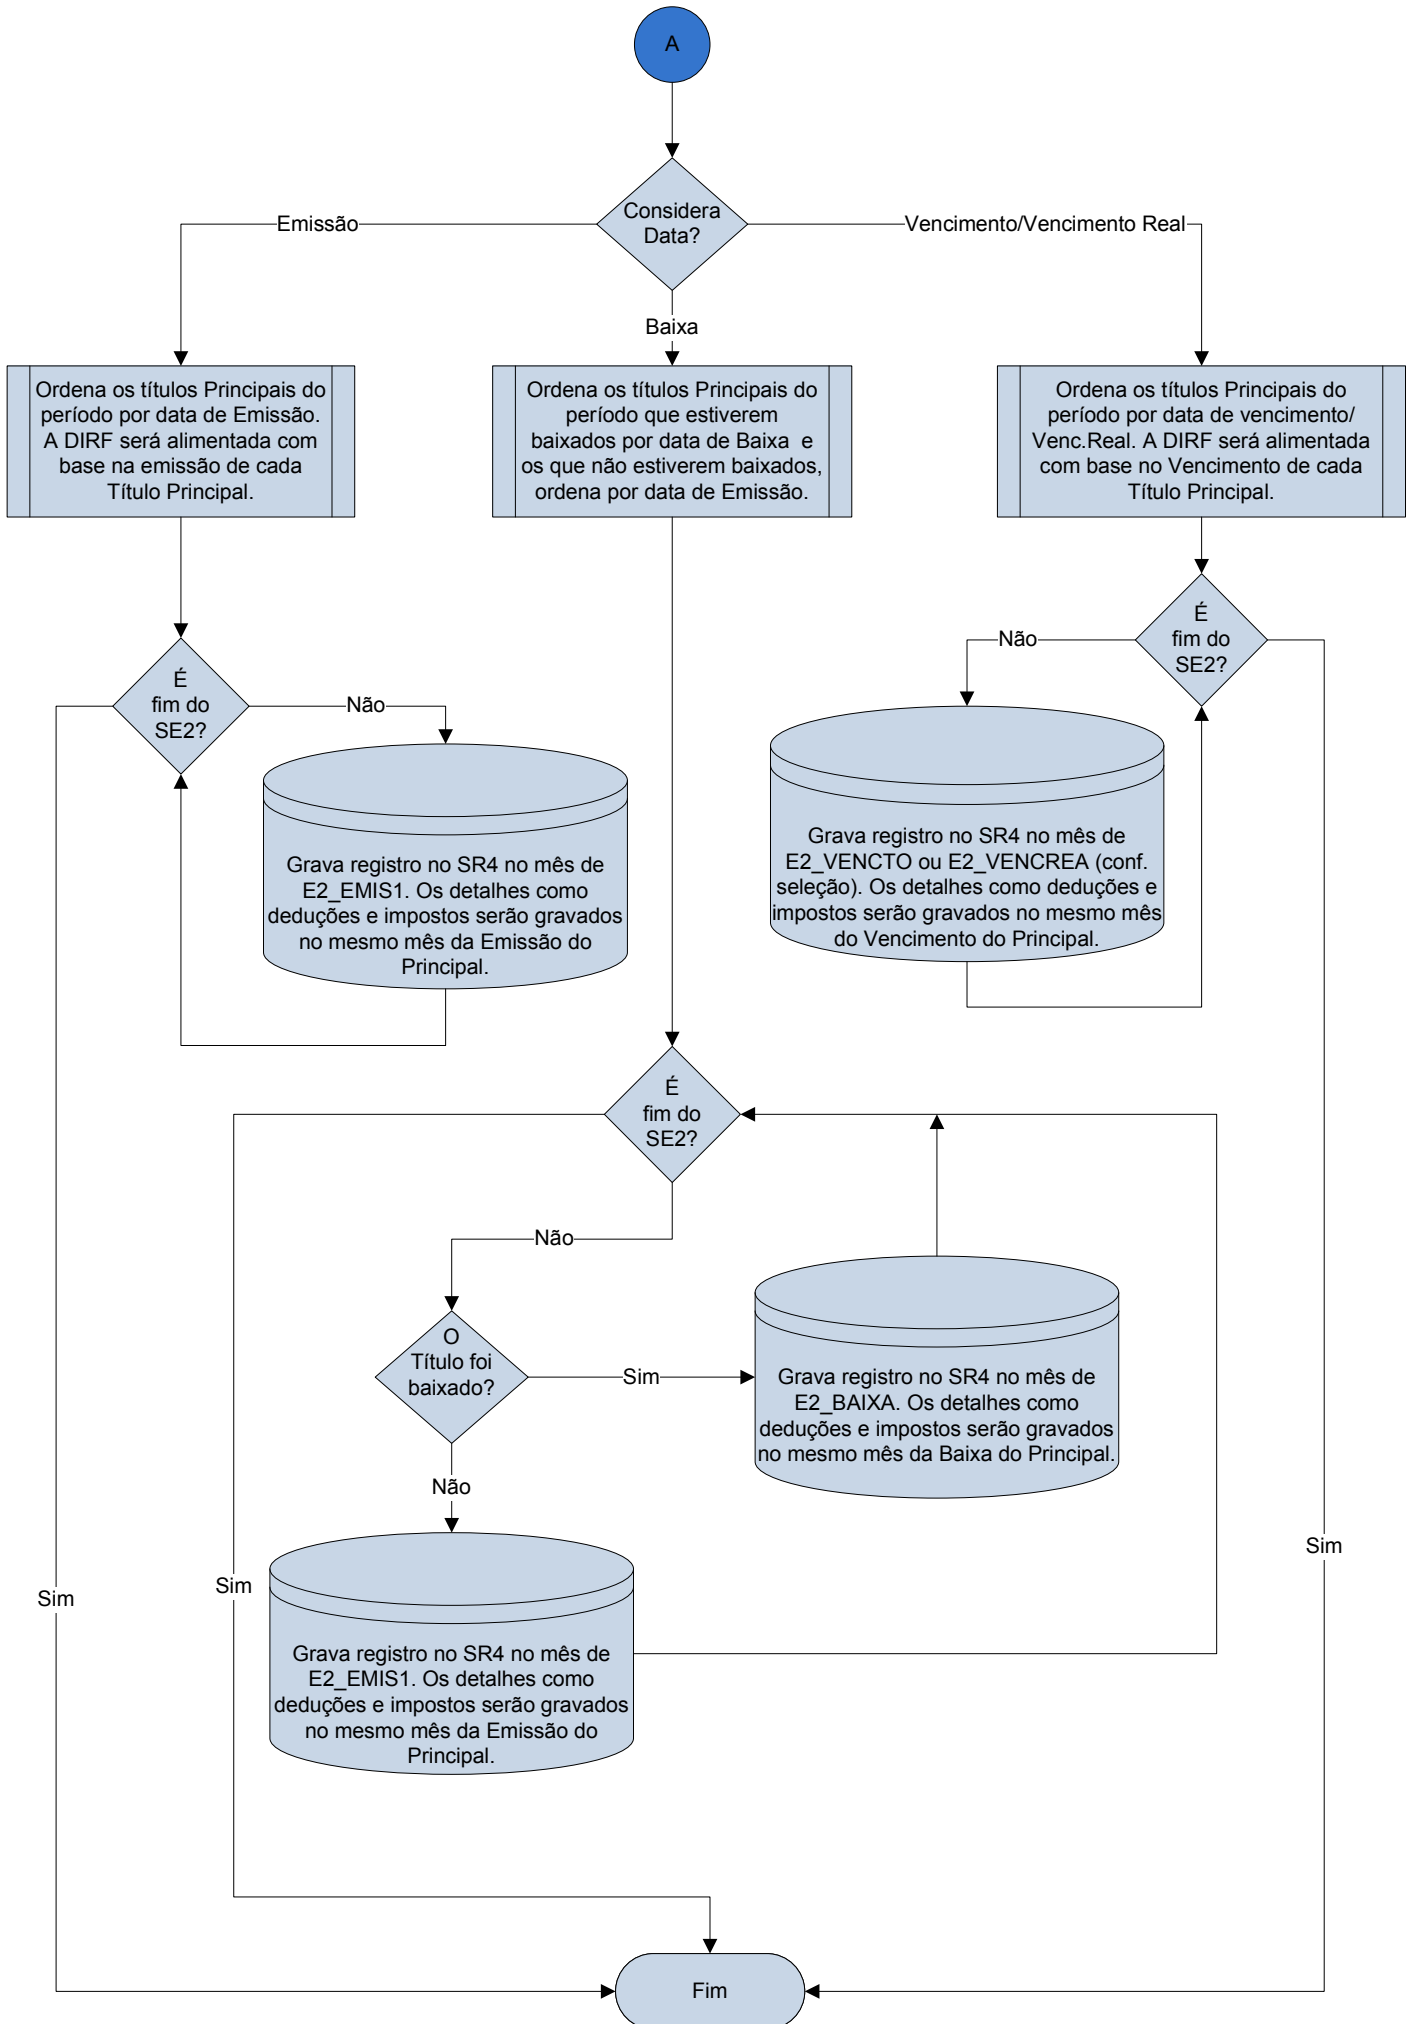 A
Considera
Data?
Emissão
Vencimento/Vencimento Real
Baixa
Ordena os títulos Principais do
período por data de Emissão.
A DIRF será alimentada com
base na emissão de cada
Título Principal.
Ordena os títulos Principais do
período que estiverem
baixados por data de Baixa e
os que não estiverem baixados,
ordena por data de Emissão.
Ordena os títulos Principais do
período por data de vencimento/
Venc.Real. A DIRF será alimentada
com base no Vencimento de cada
Título Principal.
É
fim do
SE2?
Não
É
fim do
SE2?
Não
Grava registro no SR4 no mês de
E2_EMIS1. Os detalhes como
deduções e impostos serão gravados
no mesmo mês da Emissão do
Principal.
Grava registro no SR4 no mês de
E2_VENCTO ou E2_VENCREA (conf.
seleção). Os detalhes como deduções e
impostos serão gravados no mesmo mês
do Vencimento do Principal.
É
fim do
SE2?
Não
O
Título foi
baixado?
Sim
Grava registro no SR4 no mês de
E2_BAIXA. Os detalhes como
deduções e impostos serão gravados
no mesmo mês da Baixa do Principal.
Não
Sim
Sim
Sim
Grava registro no SR4 no mês de
E2_EMIS1. Os detalhes como
deduções e impostos serão gravados
no mesmo mês da Emissão do
Principal.
Fim